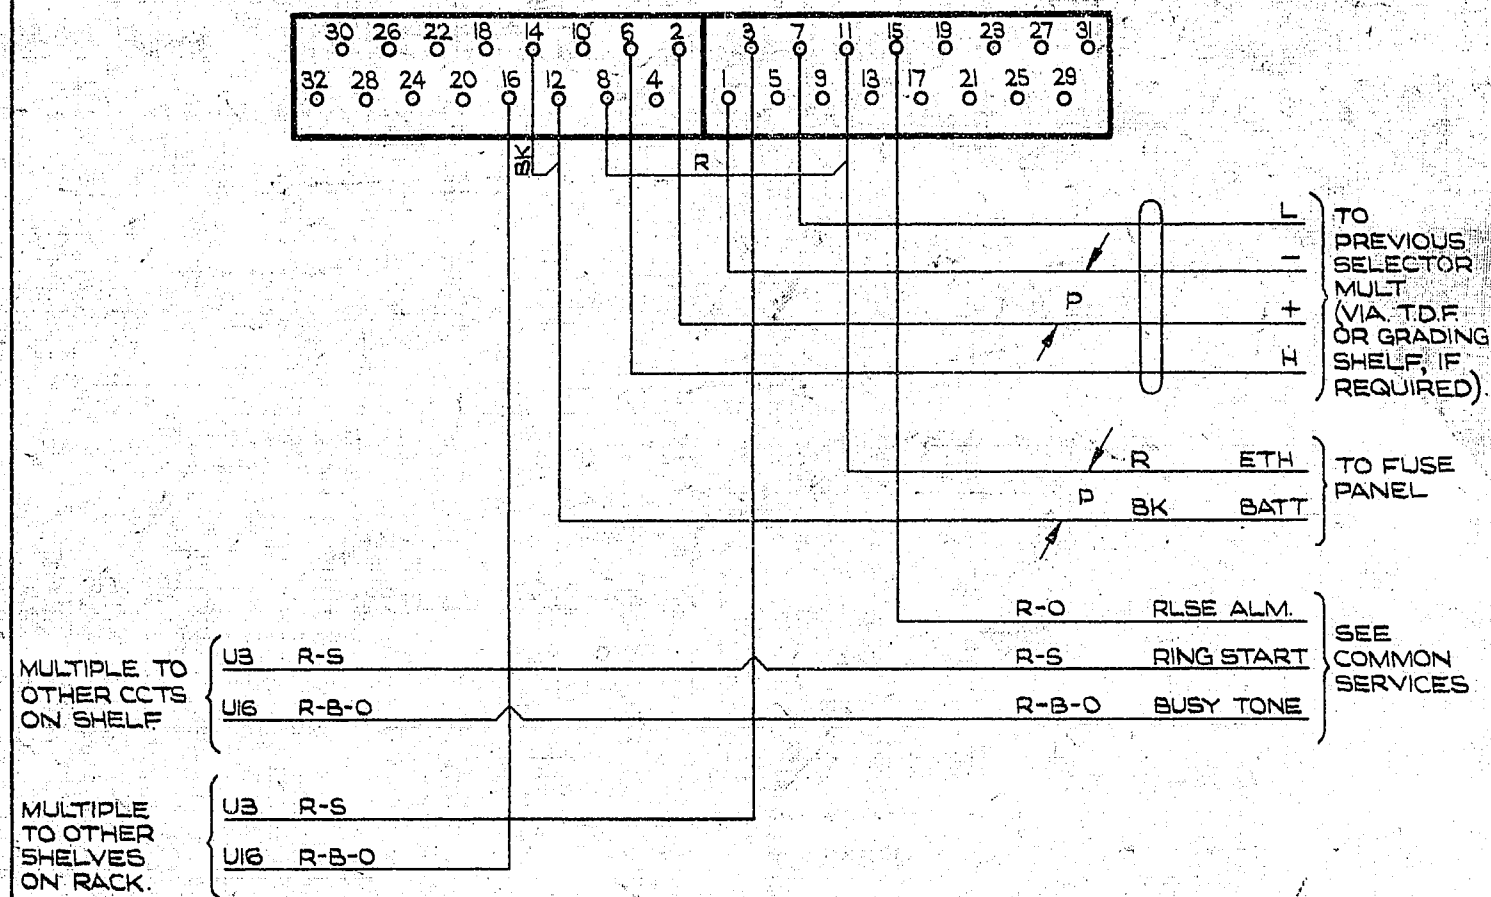 30 26 22 18 14 10 6 2 3 7 11 15 19 23 27 31
32 28 24 20 16 12 8 4 1 5 9 13 17 21 25 29
BK
R
L
–
P
+
H
TO
PREVIOUS
SELECTOR
MULT
(VIA. T.D.F
OR GRADING
SHELF, IF
REQUIRED).
R ETH
P
BK BATT
TO FUSE
PANEL
R-O RLSE ALM.
R-S RING START
R-B-O BUSY TONE
SEE
COMMON
SERVICES
MULTIPLE TO
OTHER CCTS
ON SHELF.
U3 R-S
U16 R-B-O
MULTIPLE
TO OTHER
SHELVES
ON RACK.
U3 R-S
U16 R-B-O